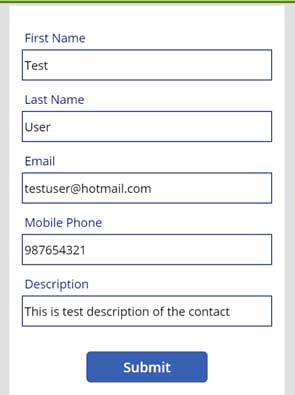 First Name
Test
Last Name
User
Email
testuser@hotmail.com
Mobile Phone
987654321
Description
This is test description of the contact
Submit